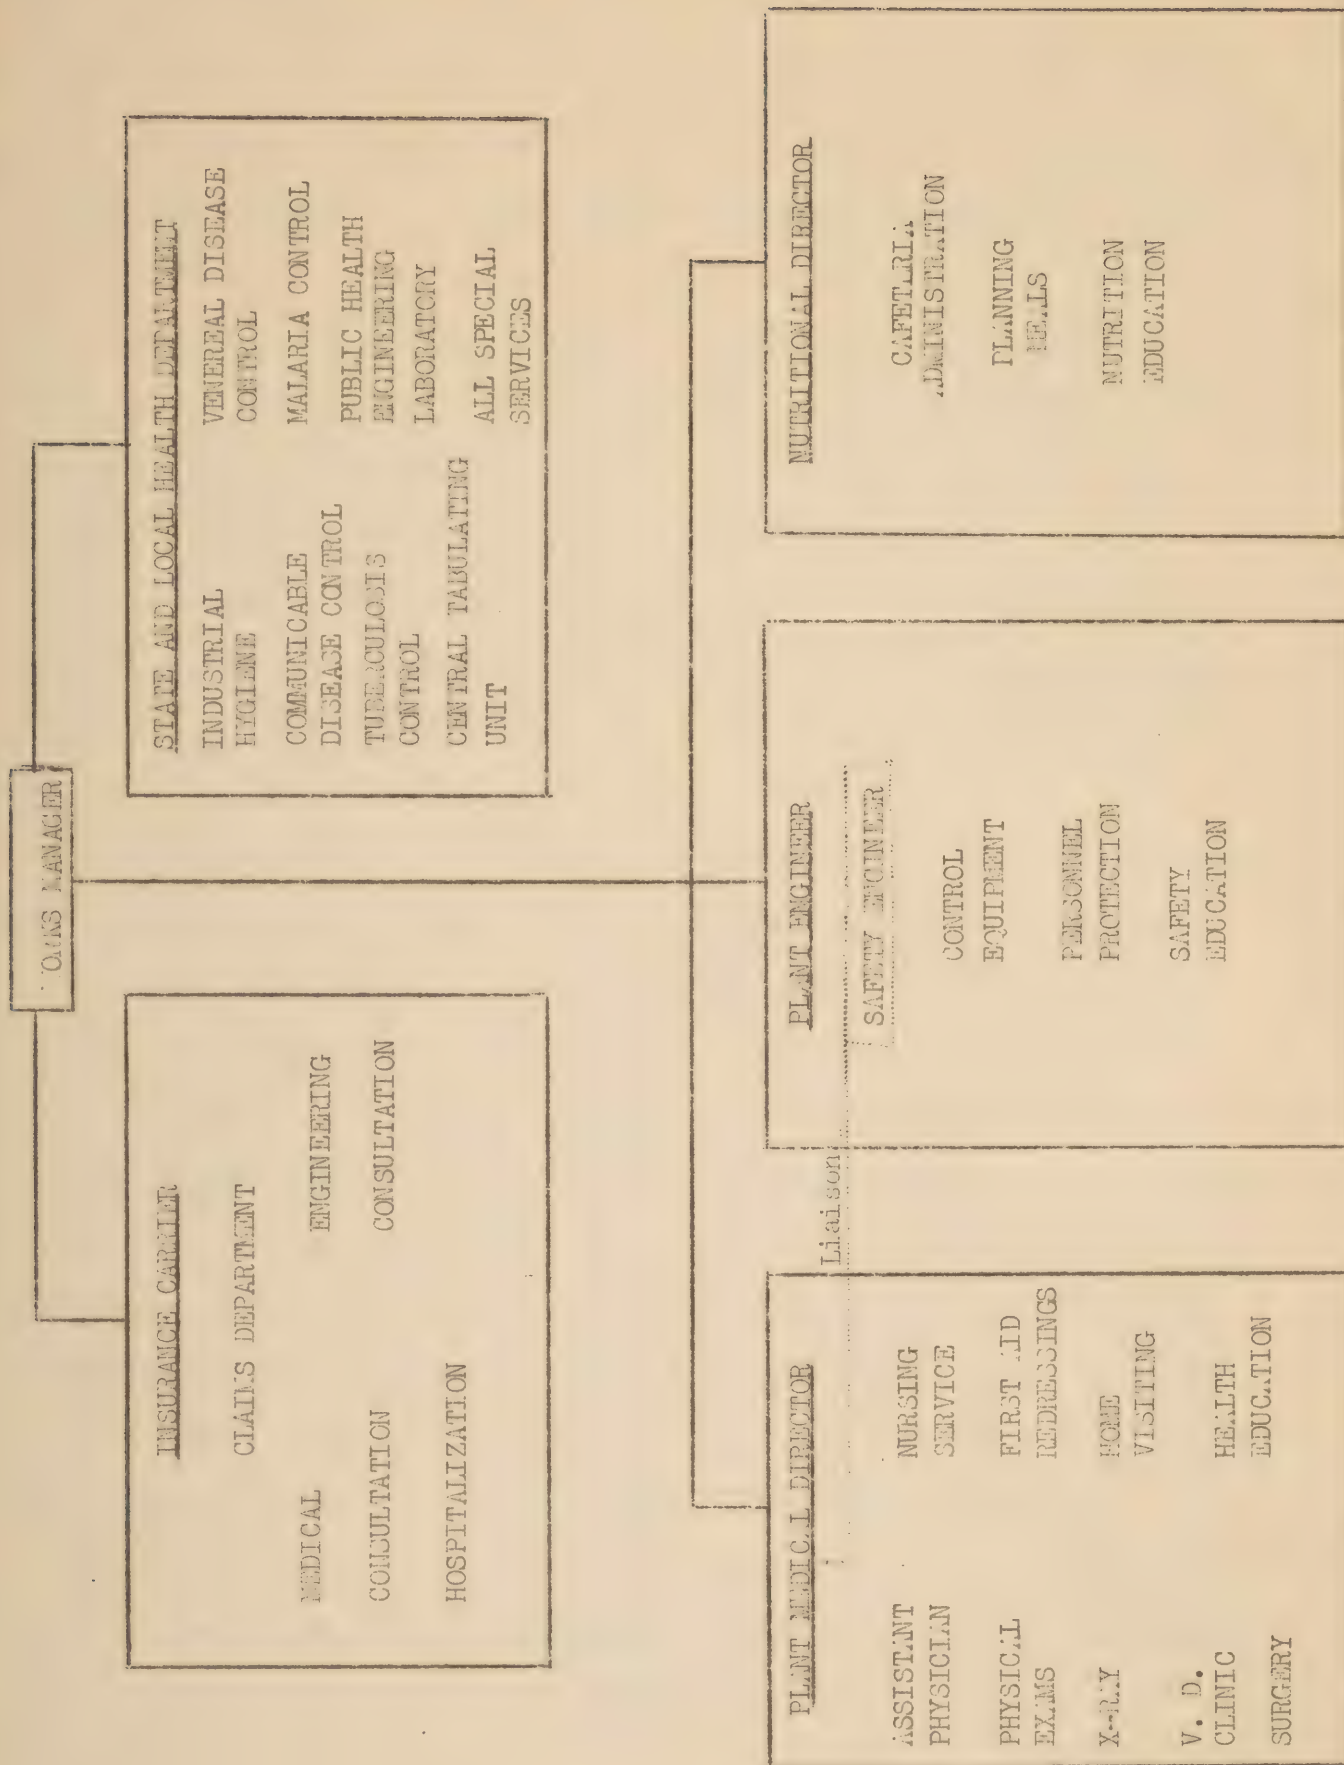 WORKS MANAGER
INSURANCE CARRIER
CLAIMS DEPARTMENT
MEDICAL
CONSULTATION
HOSPITALIZATION
ENGINEERING
CONSULTATION
STATE AND LOCAL HEALTH DEPARTMENT
INDUSTRIAL
HYGIENE
COMMUNICABLE
DISEASE CONTROL
TUBERCULOSIS
CONTROL
CENTRAL TABULATING
UNIT
VENEREAL DISEASE
CONTROL
MALARIA CONTROL
PUBLIC HEALTH
ENGINEERING
LABORATORY
ALL SPECIAL
SERVICES
PLANT MEDICAL DIRECTOR
ASSISTANT
PHYSICIAN
PHYSICAL
EXAMS
X-RAY
V. D.
CLINIC
SURGERY
NURSING
SERVICE
FIRST AID
REDRESSINGS
HOME
VISITING
HEALTH
EDUCATION
Liaison
PLANT ENGINEER
SAFETY ENGINEER
CONTROL
EQUIPMENT
PERSONNEL
PROTECTION
SAFETY
EDUCATION
NUTRITIONAL DIRECTOR
CAFETERIA
ADMINISTRATION
PLANNING
MEALS
NUTRITION
EDUCATION